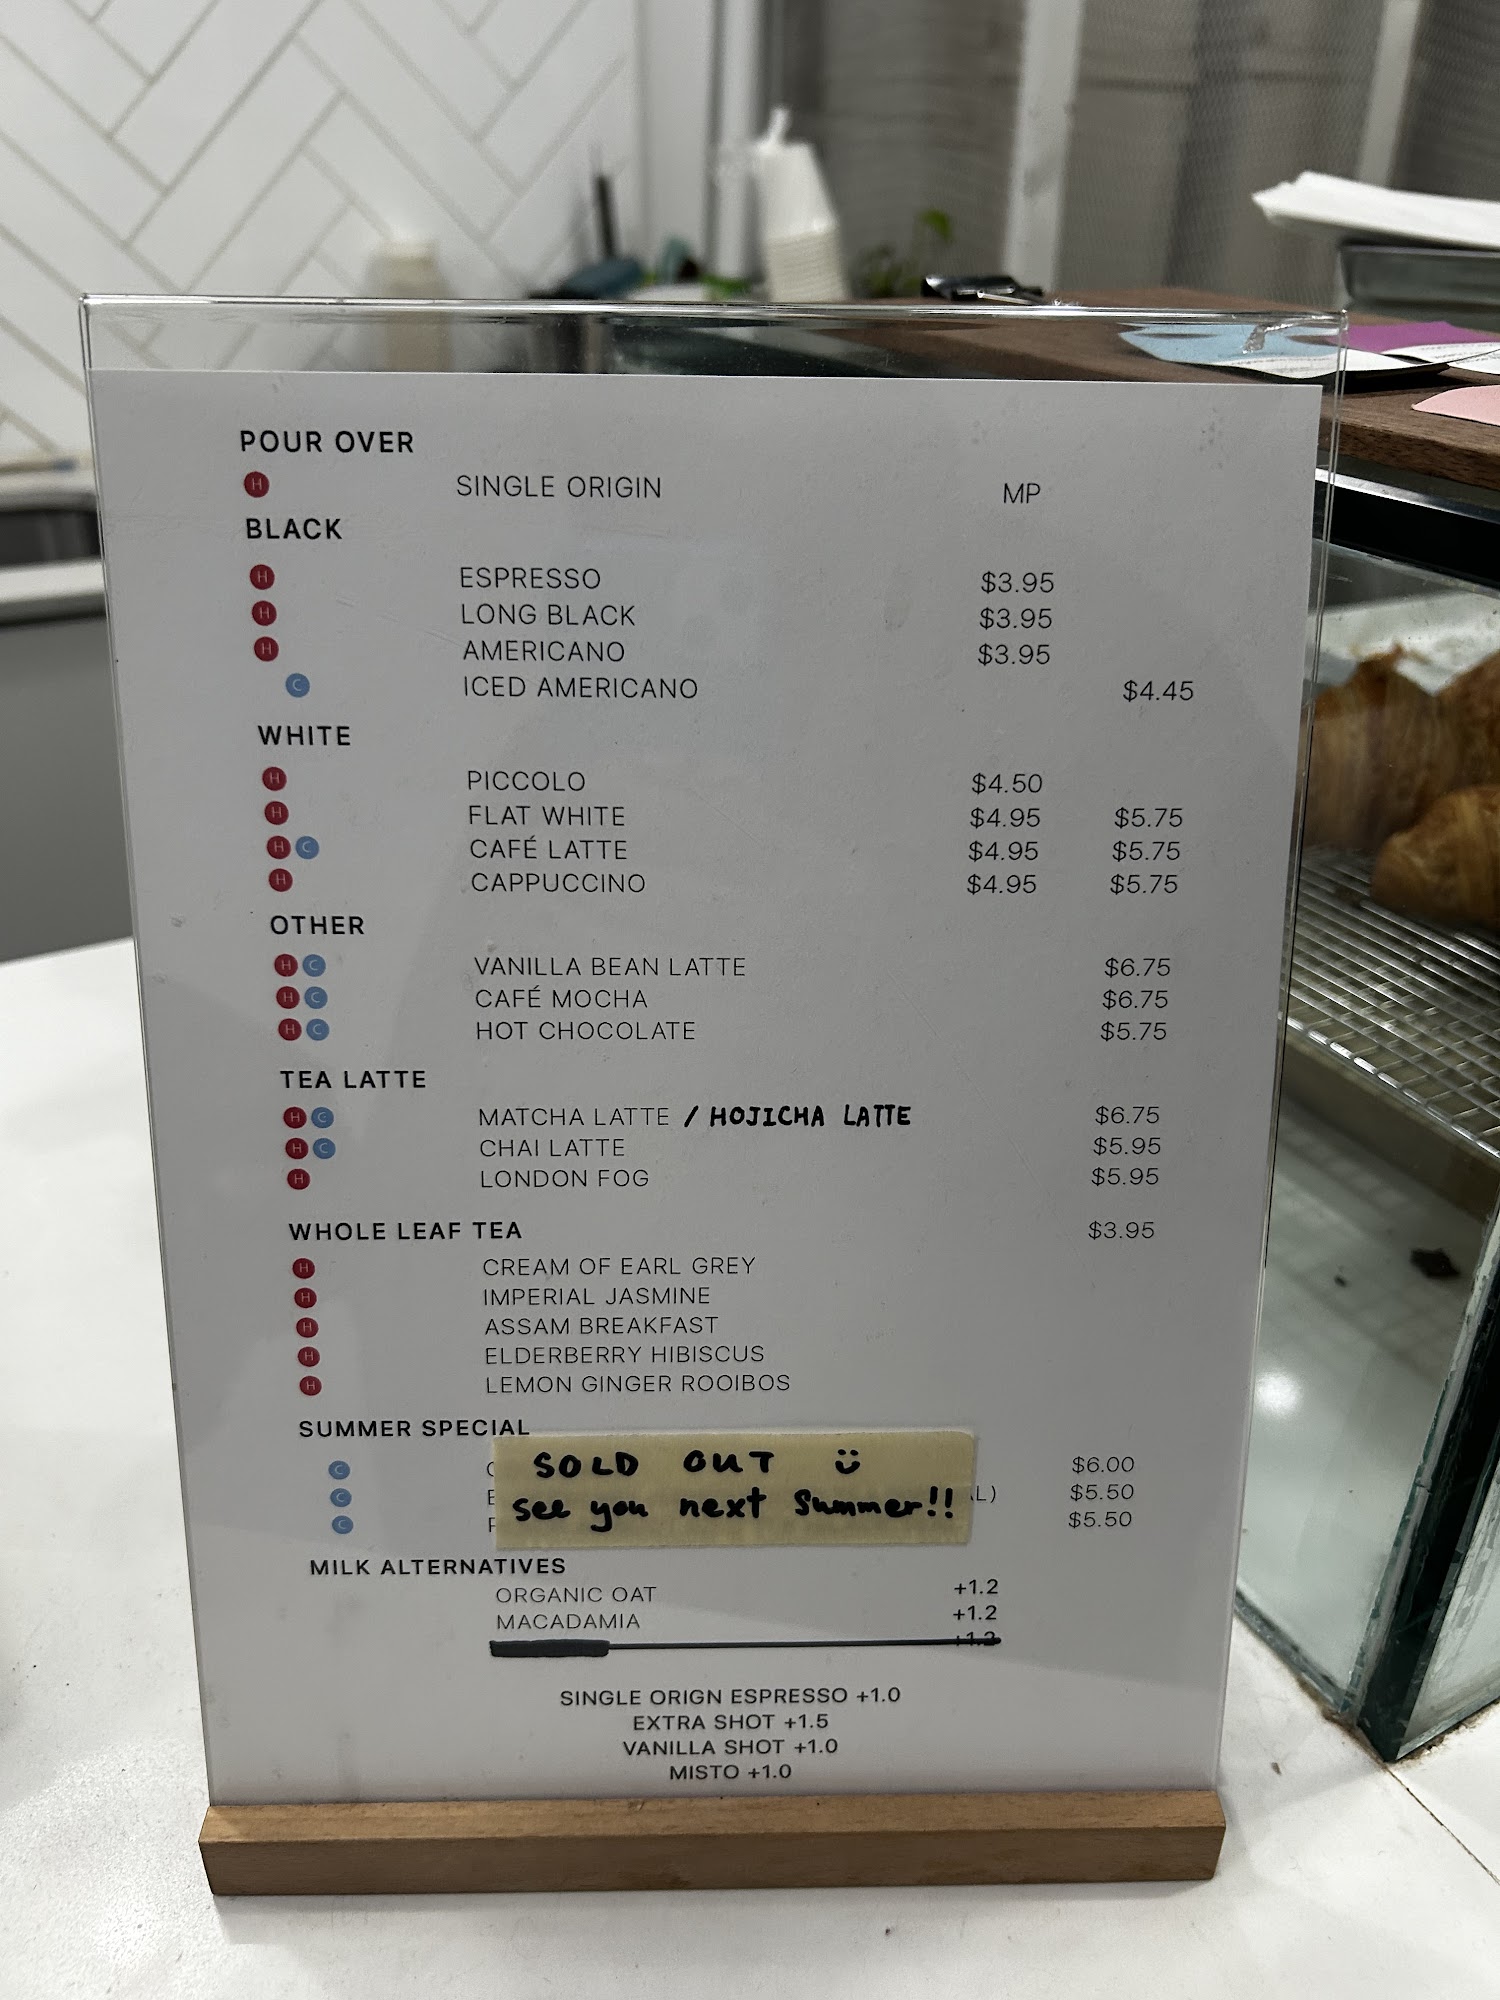 POUR OVER
H SINGLE ORIGIN MP
BLACK
H ESPRESSO $3.95
H LONG BLACK $3.95
H AMERICANO $3.95
C ICED AMERICANO $4.45
WHITE
H PICCOLO $4.50
H FLAT WHITE $4.95 $5.75
H C CAFÉ LATTE $4.95 $5.75
H CAPPUCCINO $4.95 $5.75
OTHER
H C VANILLA BEAN LATTE $6.75
H C CAFÉ MOCHA $6.75
H C HOT CHOCOLATE $5.75
TEA LATTE
H C MATCHA LATTE / HOJICHA LATTE $6.75
H C CHAI LATTE $5.95
H LONDON FOG $5.95
WHOLE LEAF TEA $3.95
H CREAM OF EARL GREY
H IMPERIAL JASMINE
H ASSAM BREAKFAST
H ELDERBERRY HIBISCUS
H LEMON GINGER ROOIBOS
SUMMER SPECIAL
C SOLD OUT $6.00
C see you next Summer!! $5.50
C $5.50
MILK ALTERNATIVES
ORGANIC OAT +1.2
MACADAMIA +1.2
+1.2
SINGLE ORIGN ESPRESSO +1.0
EXTRA SHOT +1.5
VANILLA SHOT +1.0
MISTO +1.0